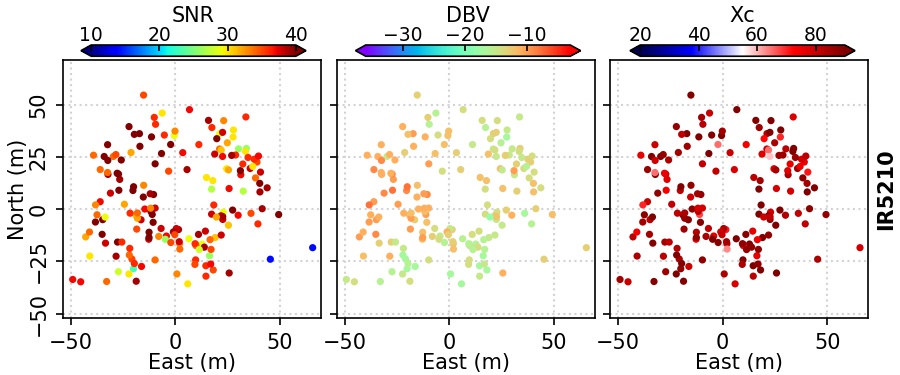 SNR DBV Xc
10 20 30 40 −30 −20 −10 20 40 60 80
50
25
0
−25
−50
North (m)
IR5210
−50 0 50 −50 0 50 −50 0 50
East (m) East (m) East (m)